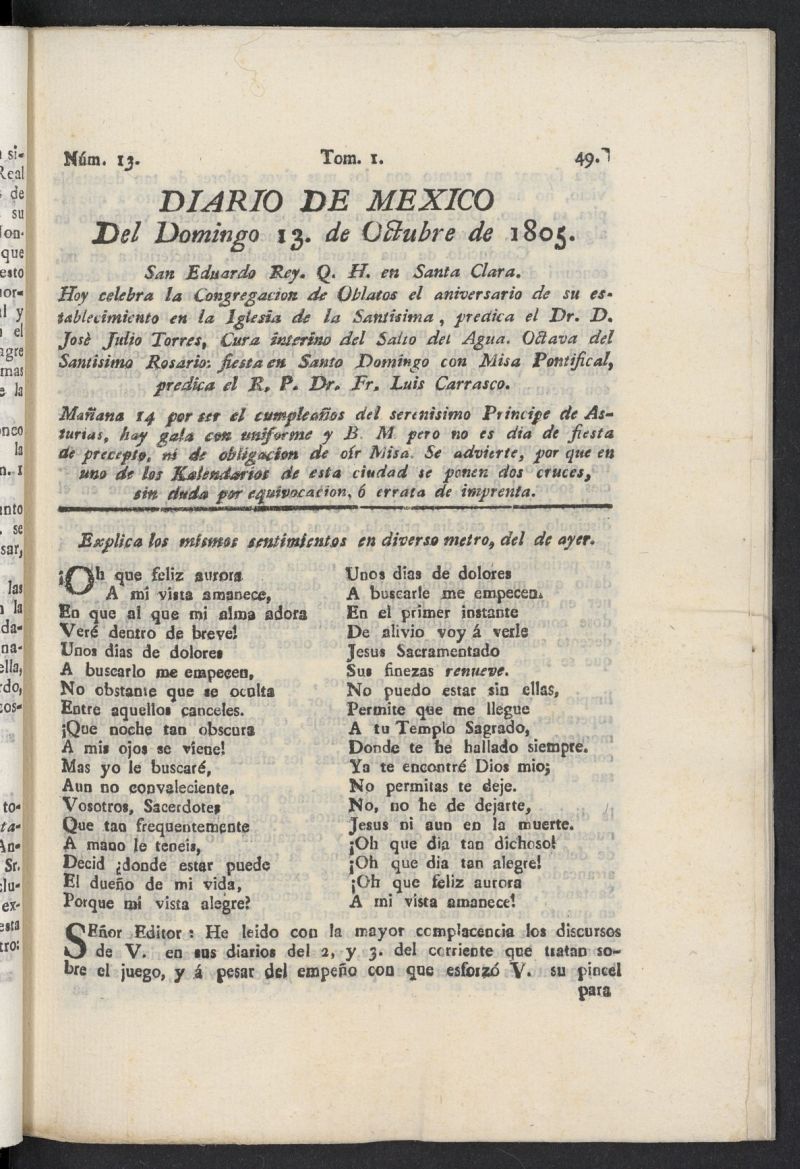 Núm. 13. Tom. 1. 49.
DIARIO DE MEXICO
Del Domingo 13. de Octubre de 1805.
San Eduardo Rey. Q. H. en Santa Clara.
Hoy celebra la Congregacion de Oblatos el aniversario de su es-
tablecimiento en la Iglesia de la Santisima, predica el Dr. D.
Josè Julio Torres, Cura interino del Salto del Agua. Octava del
Santisimo Rosario: fiesta en Santo Domingo con Misa Pontifical,
predica el R. P. Dr. Fr. Luis Carrasco.
Mañana 14 por ser el cumpleaños del serenisimo Principe de As-
turias, hay gala con uniforme y B. M. pero no es dia de fiesta
de precepto, ni de obligacion de oír Misa. Se advierte, por que en
uno de los Kalendarios de esta ciudad se ponen dos cruces,
sin duda por equivocacion, ó errata de imprenta.
Explica los mismos sentimientos en diverso metro, del de ayer.
¡Oh que feliz aurora
A mi vista amanece,
En que al que mi alma adora
Veré dentro de breve!
Unos dias de dolores
A buscarlo me empecen,
No obstante que se oculta
Entre aquellos canceles.
¡Que noche tan obscura
A mis ojos se viene!
Mas yo le buscaré,
Aun no convaleciente.
Vosotros, Sacerdotes
Que tan frequentemente
A mano le teneis,
Decid ¿donde estar puede
El dueño de mi vida,
Porque mi vista alegre?
Unos dias de dolores
A buscarle me empecen.
En el primer instante
De alivio voy á verle
Jesus Sacramentado
Sus finezas renueve.
No puedo estar sin ellas,
Permite que me llegue
A tu Templo Sagrado,
Donde te he hallado siempre.
Ya te encontré Dios mio;
No permitas te deje.
No, no he de dejarte,
Jesus ni aun en la muerte.
¡Oh que dia tan dichoso!
¡Oh que dia tan alegre!
¡Oh que feliz aurora
A mi vista amanece!
SEñor Editor: He leido con la mayor complacencia los discursos
de V. en sus diarios del 2, y 3. del corriente que tratan so-
bre el juego, y á pesar del empeño con que esforzó V. su pincel
para